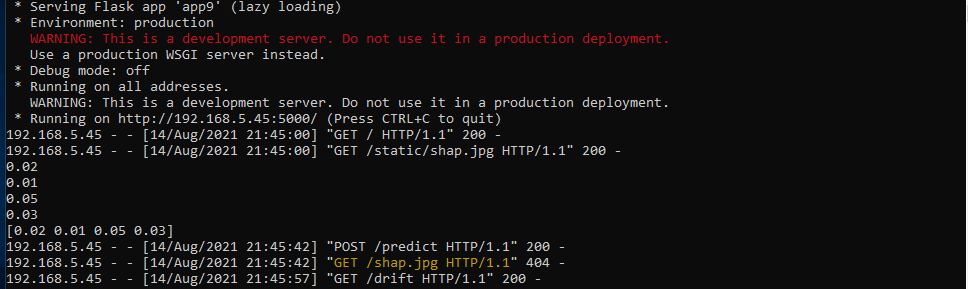 * Serving Flask app 'app9' (lazy loading)
* Environment: production
WARNING: This is a development server. Do not use it in a production deployment.
Use a production WSGI server instead.
* Debug mode: off
* Running on all addresses.
WARNING: This is a development server. Do not use it in a production deployment.
* Running on http://192.168.5.45:5000/ (Press CTRL+C to quit)
192.168.5.45 - - [14/Aug/2021 21:45:00] "GET / HTTP/1.1" 200 -
192.168.5.45 - - [14/Aug/2021 21:45:00] "GET /static/shap.jpg HTTP/1.1" 200 -
0.02
0.01
0.05
0.03
[0.02 0.01 0.05 0.03]
192.168.5.45 - - [14/Aug/2021 21:45:42] "POST /predict HTTP/1.1" 200 -
192.168.5.45 - - [14/Aug/2021 21:45:42] "GET /shap.jpg HTTP/1.1" 404 -
192.168.5.45 - - [14/Aug/2021 21:45:57] "GET /drift HTTP/1.1" 200 -